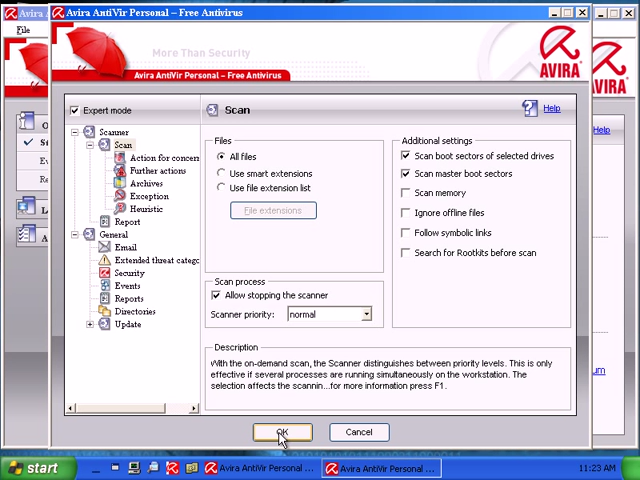 Avira AntiVir Personal – Free Antivirus
File
More Than Security
Avira AntiVir Personal – Free Antivirus
AVIRA
Expert mode
Scanner
Scan
Action for concern
Further actions
Archives
Exception
Heuristic
Report
General
Email
Extended threat categ
Security
Events
Reports
Directories
Update
Scan
Help
Files
All files
Use smart extensions
Use file extension list
File extensions
Scan process
Allow stopping the scanner
Scanner priority: normal
Additional settings
Scan boot sectors of selected drives
Scan master boot sectors
Scan memory
Ignore offline files
Follow symbolic links
Search for Rootkits before scan
Description
With the on-demand scan, the Scanner distinguishes between priority levels. This is only
effective if several processes are running simultaneously on the workstation. The
selection affects the scannin...for more information press F1.
OK
Cancel
start
Avira AntiVir Personal ...
Avira AntiVir Personal ...
11:23 AM